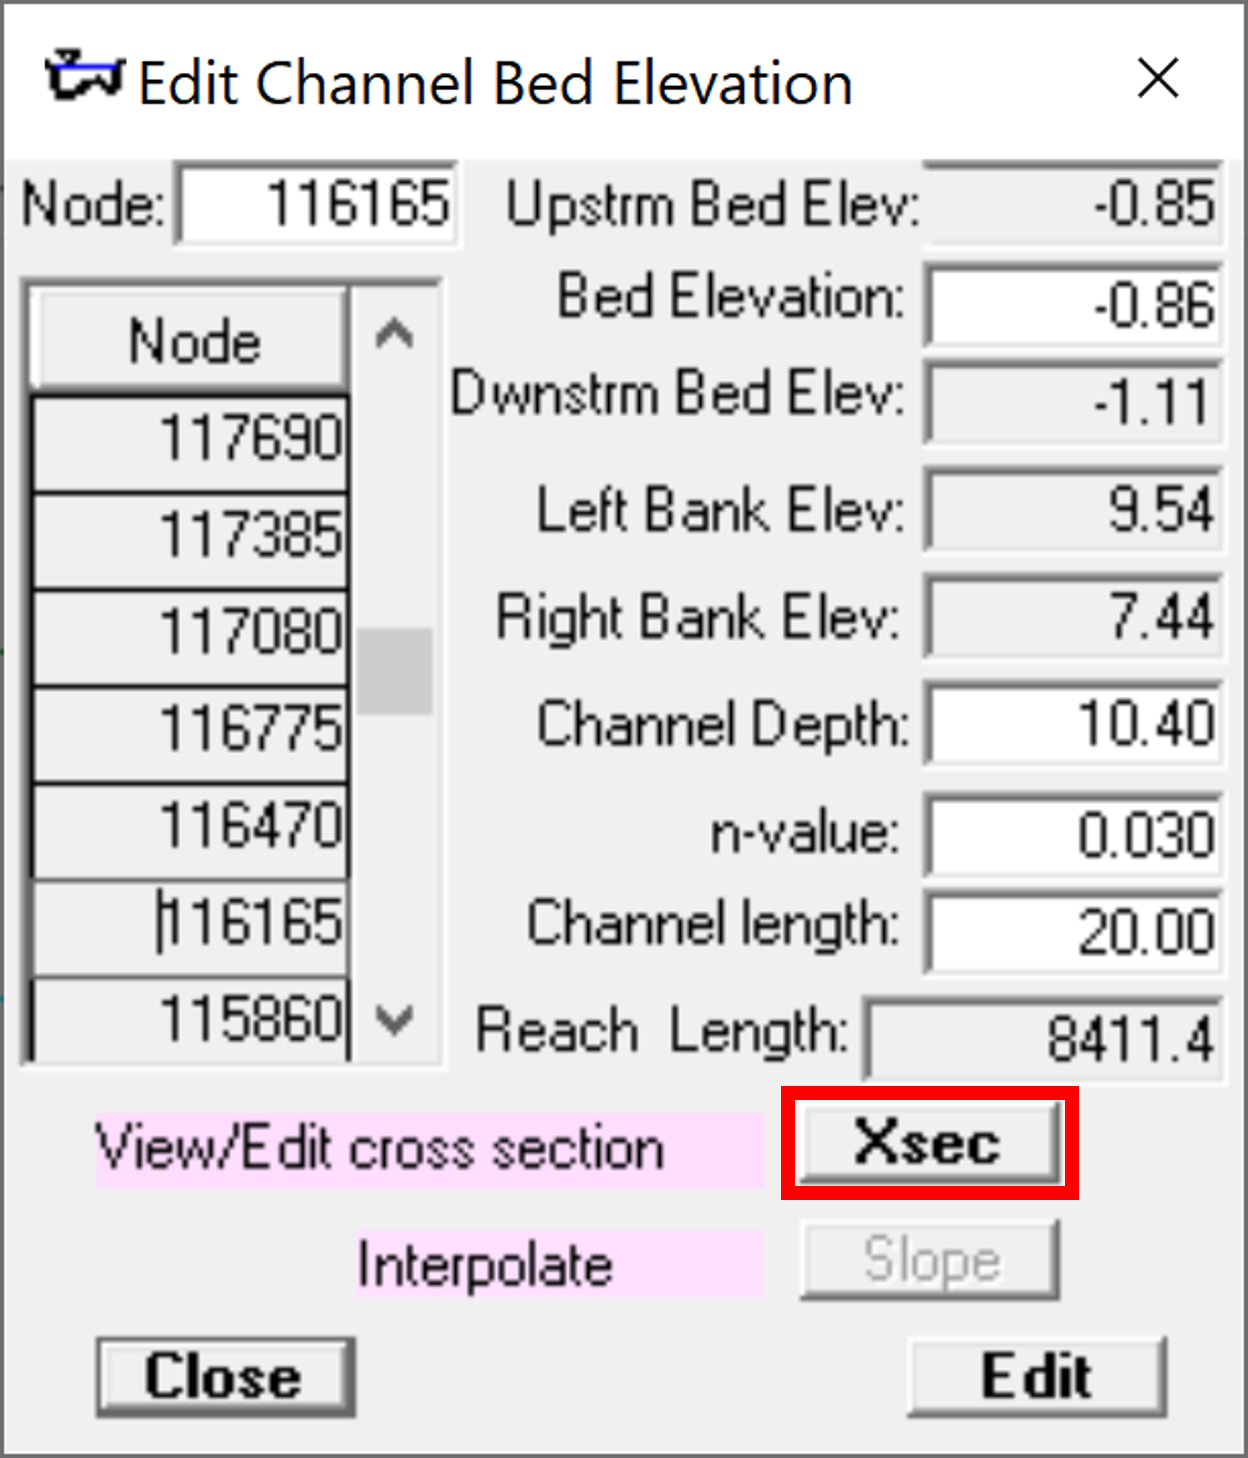 Edit Channel Bed Elevation
Node: 116165
Upstrm Bed Elev: -0.85
Bed Elevation: -0.86
Dwnstrm Bed Elev: -1.11
Left Bank Elev: 9.54
Right Bank Elev: 7.44
Channel Depth: 10.40
n-value: 0.030
Channel length: 20.00
Reach Length: 8411.4
Node
117690
117385
117080
116775
116470
116165
115860
View/Edit cross section Xsec
Interpolate Slope
Close Edit